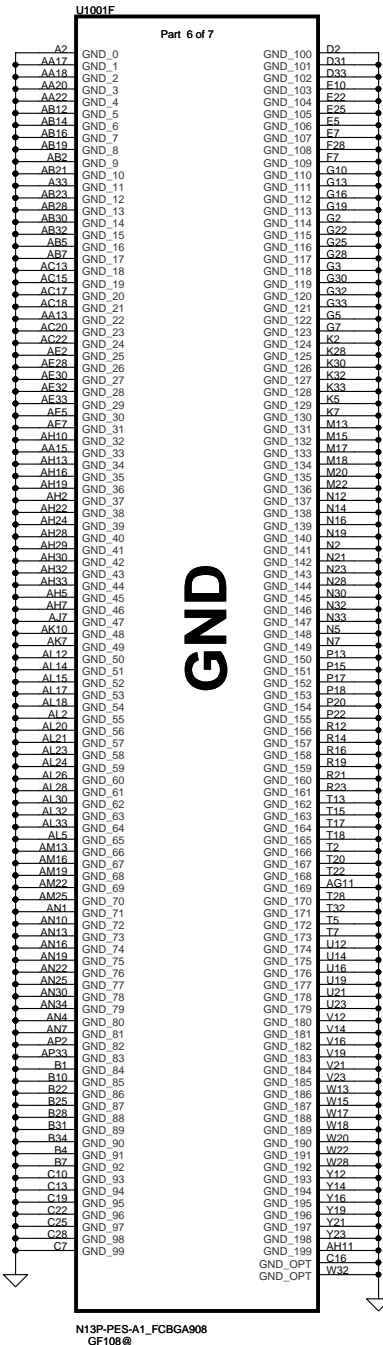 U1001F
Part 6 of 7
A2 GND_0 GND_100 D2
AA17 GND_1 GND_101 D31
AA18 GND_2 GND_102 D33
AA20 GND_3 GND_103 E10
AA22 GND_4 GND_104 E22
AB12 GND_5 GND_105 E25
AB14 GND_6 GND_106 E5
AB16 GND_7 GND_107 E7
AB19 GND_8 GND_108 F28
AB2 GND_9 GND_109 F7
AB21 GND_10 GND_110 G10
A33 GND_11 GND_111 G13
AB23 GND_12 GND_112 G16
AB28 GND_13 GND_113 G19
AB30 GND_14 GND_114 G2
AB32 GND_15 GND_115 G22
AB5 GND_16 GND_116 G25
AB7 GND_17 GND_117 G28
AC13 GND_18 GND_118 G3
AC15 GND_19 GND_119 G30
AC17 GND_20 GND_120 G32
AC18 GND_21 GND_121 G33
AA13 GND_22 GND_122 G5
AC20 GND_23 GND_123 G7
AC22 GND_24 GND_124 K2
AE2 GND_25 GND_125 K28
AE28 GND_26 GND_126 K30
AE30 GND_27 GND_127 K32
AE32 GND_28 GND_128 K33
AE33 GND_29 GND_129 K5
AE5 GND_30 GND_130 K7
AE7 GND_31 GND_131 M13
AH10 GND_32 GND_132 M15
AA15 GND_33 GND_133 M17
AH13 GND_34 GND_134 M18
AH16 GND_35 GND_135 M20
AH19 GND_36 GND_136 M22
AH2 GND_37 GND_137 N12
AH22 GND_38 GND_138 N14
AH24 GND_39 GND_139 N16
AH28 GND_40 GND_140 N19
AH29 GND_41 GND_141 N2
AH30 GND_42 GND_142 N21
AH32 GND_43 GND_143 N23
AH33 GND_44 GND_144 N28
AH5 GND_45 GND_145 N30
AH7 GND_46 GND_146 N32
AJ7 GND_47 GND_147 N33
AK10 GND_48 GND_148 N5
AK7 GND_49 GND_149 N7
AL12 GND_50 GND_150 P13
AL14 GND_51 GND_151 P15
AL15 GND_52 GND_152 P17
AL17 GND_53 GND_153 P18
AL18 GND_54 GND_154 P20
AL2 GND_55 GND_155 P22
AL20 GND_56 GND_156 R12
AL21 GND_57 GND_157 R14
AL23 GND_58 GND_158 R16
AL24 GND_59 GND_159 R19
AL26 GND_60 GND_160 R21
AL28 GND_61 GND_161 R23
AL30 GND_62 GND_162 T13
AL32 GND_63 GND_163 T15
AL33 GND_64 GND_164 T17
AL5 GND_65 GND_165 T18
AM13 GND_66 GND_166 T2
AM16 GND_67 GND_167 T20
AM19 GND_68 GND_168 T22
AM22 GND_69 GND_169 AG11
AM25 GND_70 GND_170 T28
AN1 GND_71 GND_171 T32
AN10 GND_72 GND_172 T5
AN13 GND_73 GND_173 T7
AN16 GND_74 GND_174 U12
AN19 GND_75 GND_175 U14
AN22 GND_76 GND_176 U16
AN25 GND_77 GND_177 U19
AN30 GND_78 GND_178 U21
AN34 GND_79 GND_179 U23
AN4 GND_80 GND_180 V12
AN7 GND_81 GND_181 V14
AP2 GND_82 GND_182 V16
AP33 GND_83 GND_183 V19
B1 GND_84 GND_184 V21
B10 GND_85 GND_185 V23
B22 GND_86 GND_186 W13
B25 GND_87 GND_187 W15
B28 GND_88 GND_188 W17
B31 GND_89 GND_189 W18
B34 GND_90 GND_190 W20
B4 GND_91 GND_191 W22
B7 GND_92 GND_192 W28
C10 GND_93 GND_193 Y12
C13 GND_94 GND_194 Y14
C19 GND_95 GND_195 Y16
C22 GND_96 GND_196 Y19
C25 GND_97 GND_197 Y21
C28 GND_98 GND_198 Y23
C7 GND_99 GND_199 AH11
GND_OPT C16
GND_OPT W32
GND
N13P-PES-A1_FCBGA908
GF108@